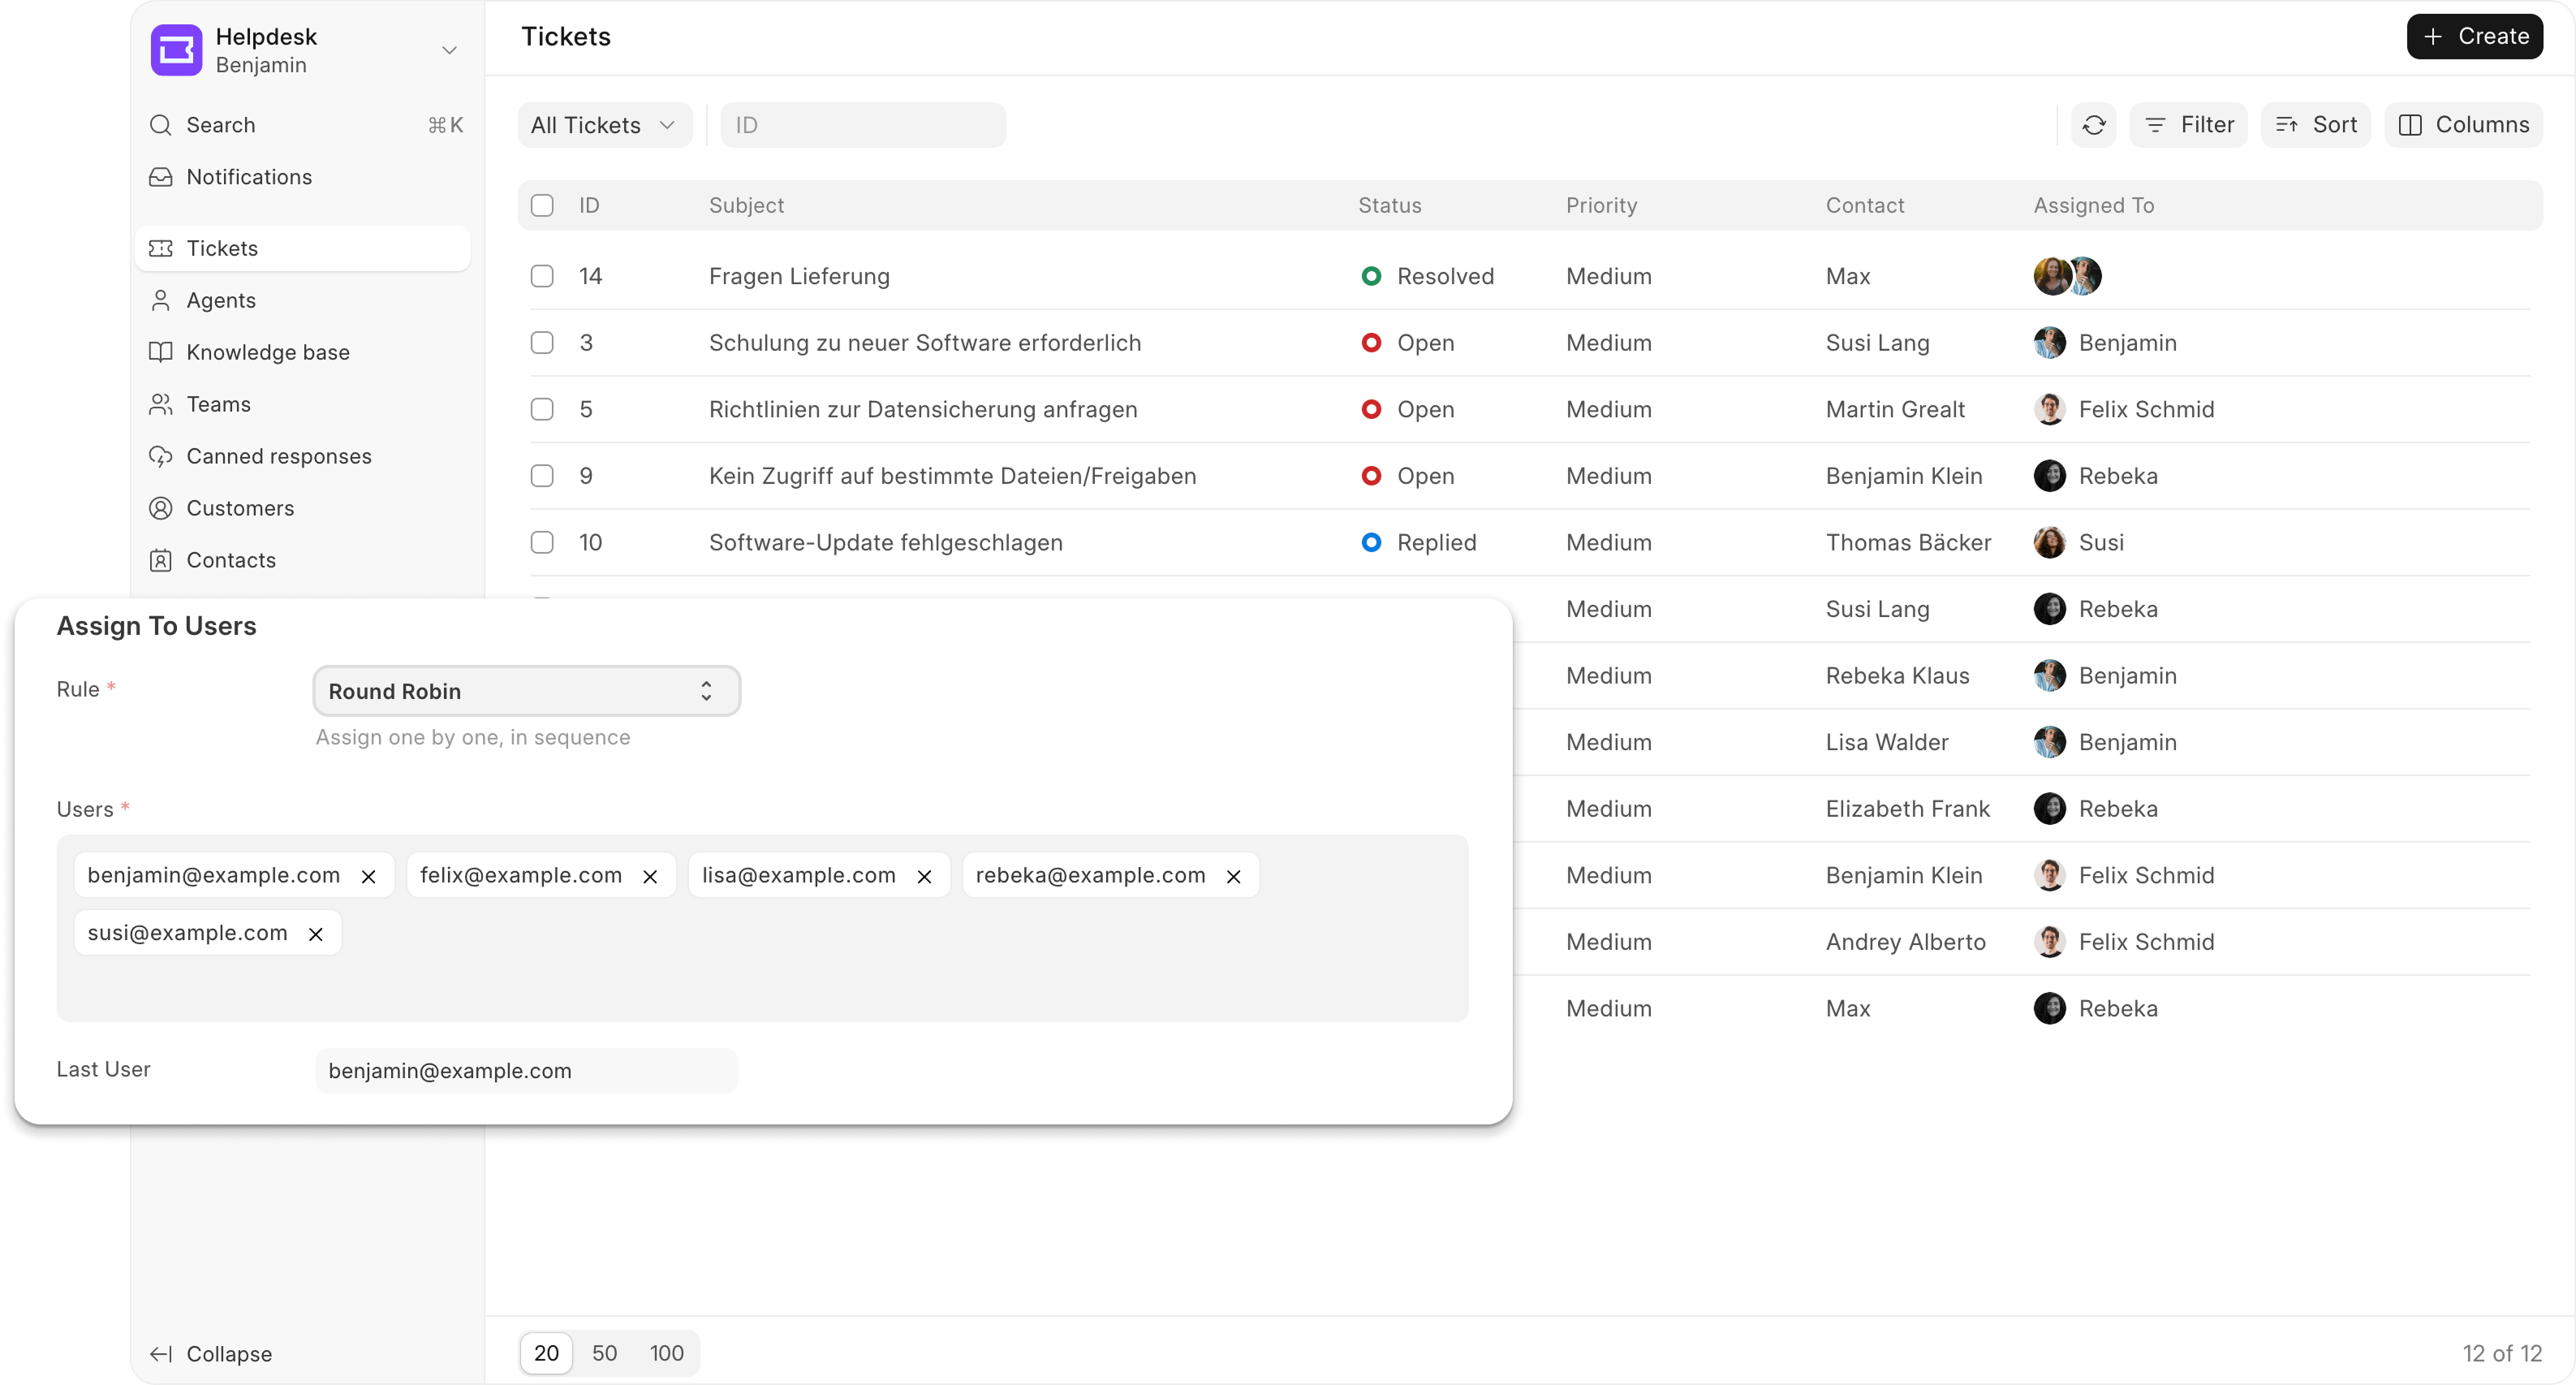 Helpdesk
Benjamin
Search ⌘K
Notifications
Tickets
Agents
Knowledge base
Teams
Canned responses
Customers
Contacts
Collapse
Tickets
+ Create
All Tickets
ID
Filter
Sort
Columns
ID Subject Status Priority Contact Assigned To
14 Fragen Lieferung Resolved Medium Max
3 Schulung zu neuer Software erforderlich Open Medium Susi Lang Benjamin
5 Richtlinien zur Datensicherung anfragen Open Medium Martin Grealt Felix Schmid
9 Kein Zugriff auf bestimmte Dateien/Freigaben Open Medium Benjamin Klein Rebeka
10 Software-Update fehlgeschlagen Replied Medium Thomas Bäcker Susi
Medium Susi Lang Rebeka
Medium Rebeka Klaus Benjamin
Medium Lisa Walder Benjamin
Medium Elizabeth Frank Rebeka
Medium Benjamin Klein Felix Schmid
Medium Andrey Alberto Felix Schmid
Medium Max Rebeka
20 50 100
12 of 12
Assign To Users
Rule *
Round Robin
Assign one by one, in sequence
Users *
benjamin@example.com felix@example.com lisa@example.com rebeka@example.com
susi@example.com
Last User benjamin@example.com